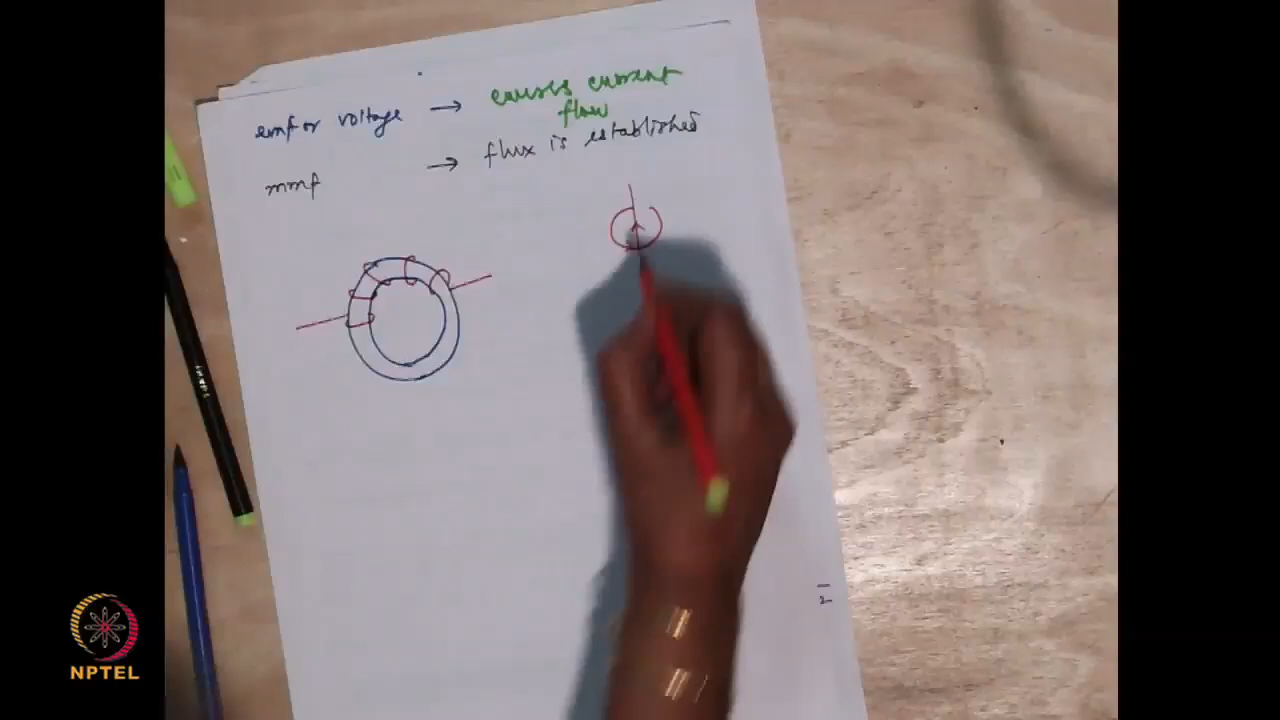 emf or voltage → causes current
flow
mmf → flux is established
NPTEL